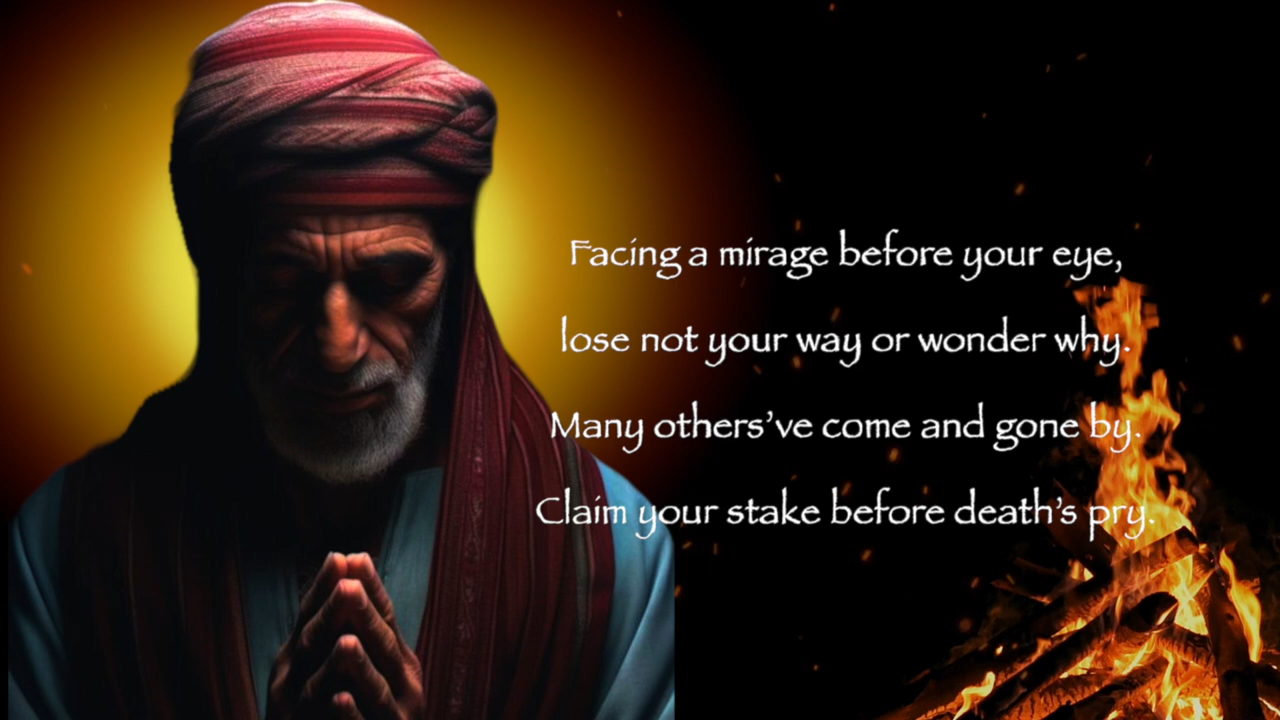 Facing a mirage before your eye,
lose not your way or wonder why.
Many others’ve come and gone by.
Claim your stake before death’s pry.